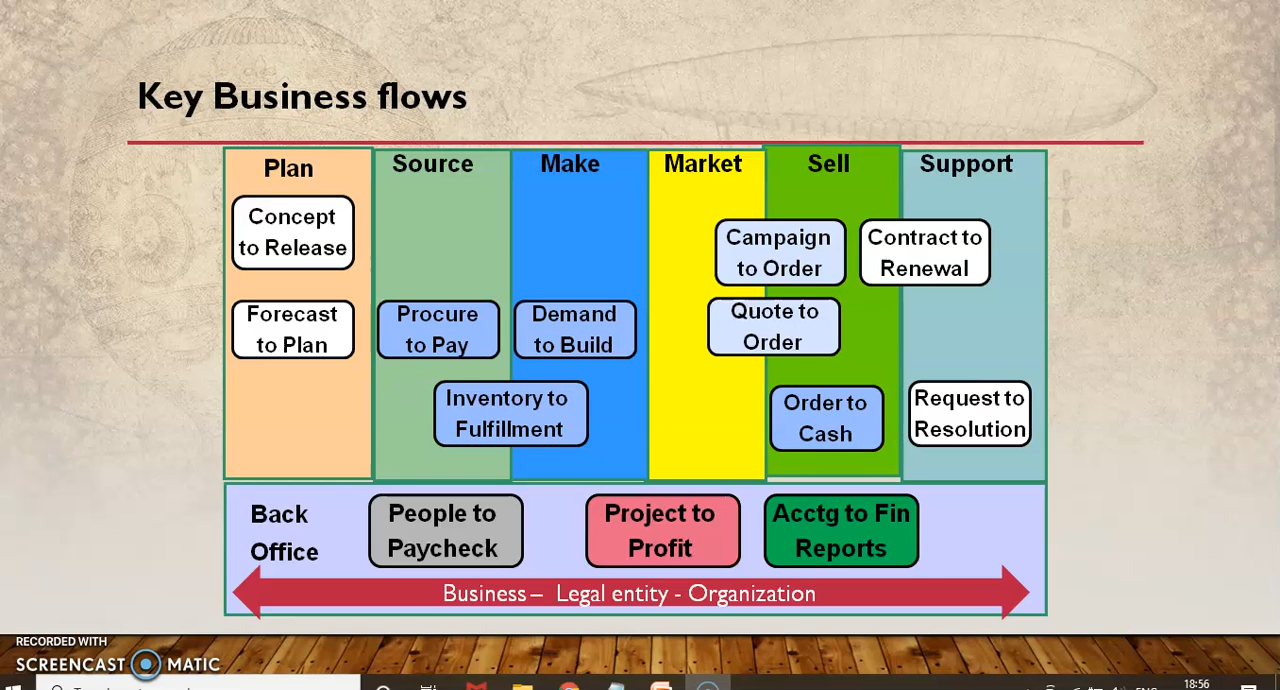 Key Business flows
Plan
Source
Make
Market
Sell
Support
Concept
to Release
Campaign
to Order
Contract to
Renewal
Forecast
to Plan
Procure
to Pay
Demand
to Build
Quote to
Order
Inventory to
Fulfillment
Order to
Cash
Request to
Resolution
Back
Office
People to
Paycheck
Project to
Profit
Acctg to Fin
Reports
Business – Legal entity - Organization
RECORDED WITH
SCREENCAST MATIC
18:56